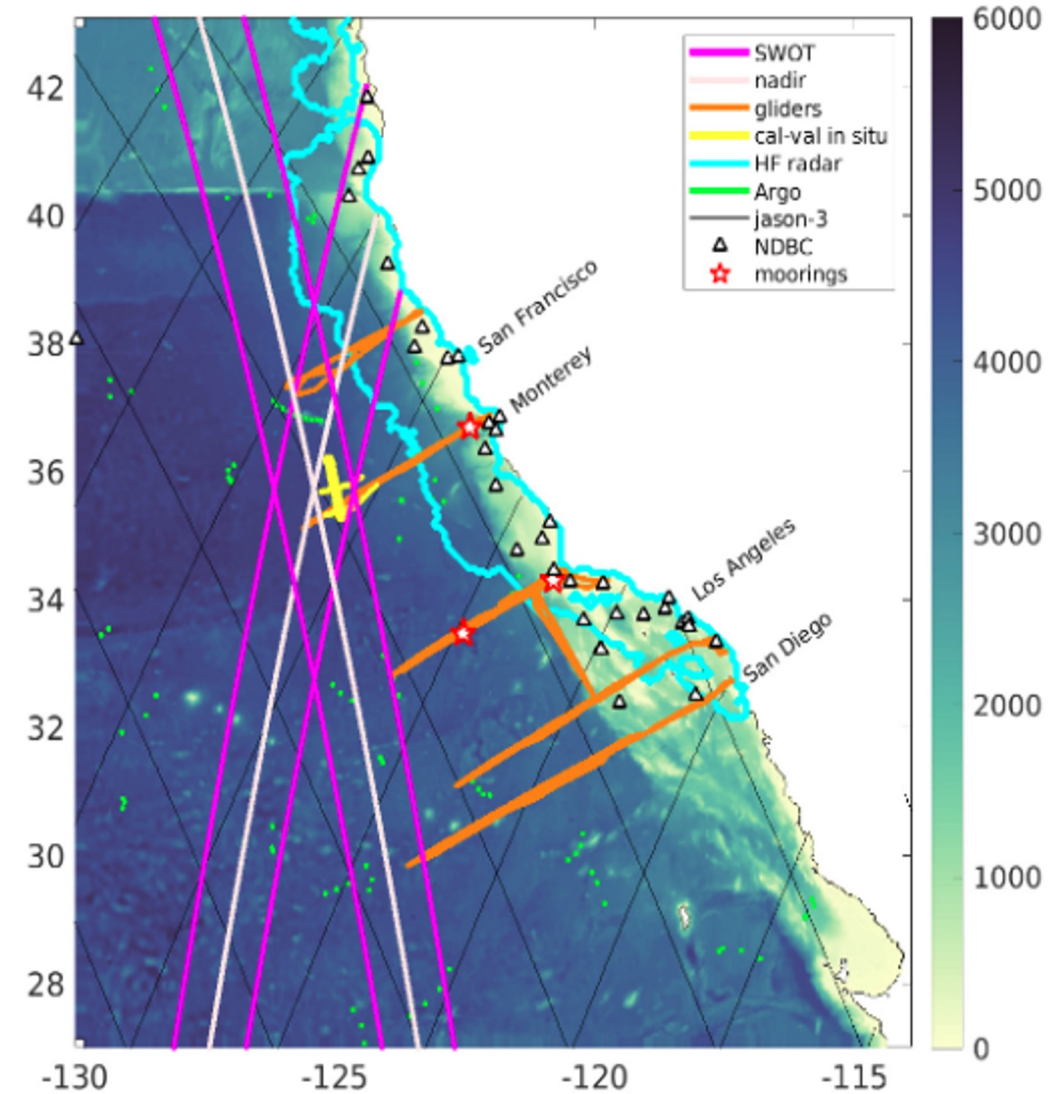 SWOT
nadir
gliders
cal-val in situ
HF radar
Argo
jason-3
NDBC
moorings
San Francisco
Monterey
Los Angeles
San Diego
42
40
38
36
34
32
30
28
-130
-125
-120
-115
6000
5000
4000
3000
2000
1000
0